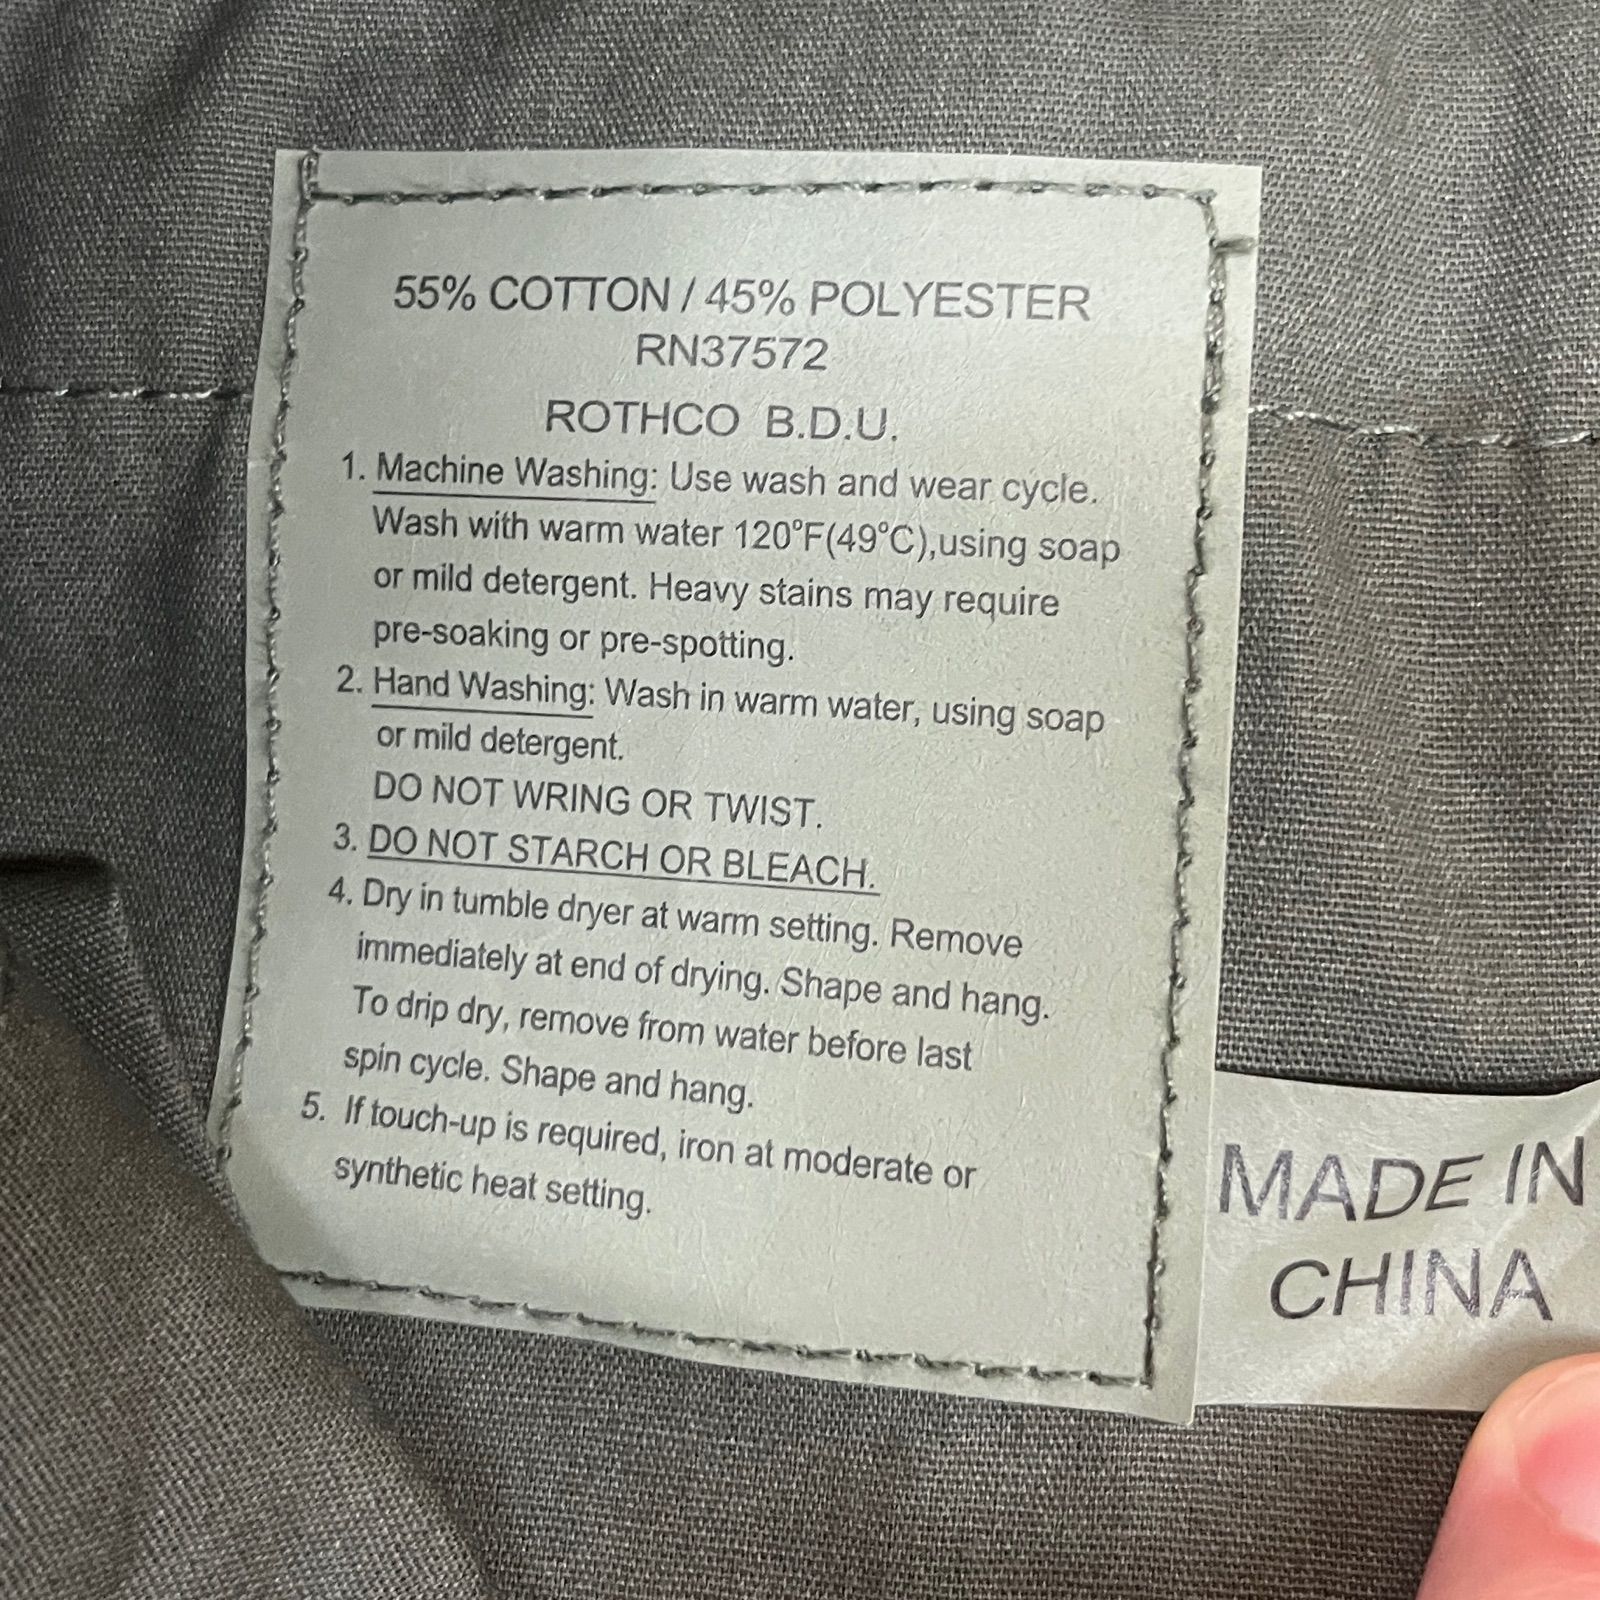 55% COTTON / 45% POLYESTER
RN37572
ROTHCO B.D.U.
1. Machine Washing: Use wash and wear cycle.
Wash with warm water 120°F(49°C),using soap
or mild detergent. Heavy stains may require
pre-soaking or pre-spotting.
2. Hand Washing: Wash in warm water, using soap
or mild detergent.
DO NOT WRING OR TWIST.
3. DO NOT STARCH OR BLEACH.
4. Dry in tumble dryer at warm setting. Remove
immediately at end of drying. Shape and hang.
To drip dry, remove from water before last
spin cycle. Shape and hang.
5. If touch-up is required, iron at moderate or
synthetic heat setting.
MADE IN
CHINA